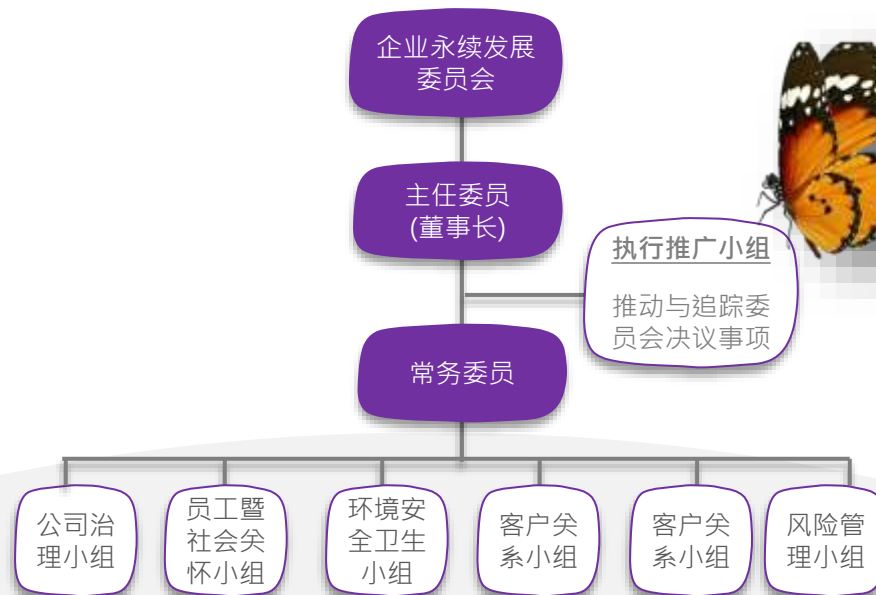 企业永续发展
委员会
主任委员
(董事长)
执行推广小组
推动与追踪委
员会决议事项
常务委员
公司治
理小组
员工暨
社会关
怀小组
环境安
全卫生
小组
客户关
系小组
客户关
系小组
风险管
理小组